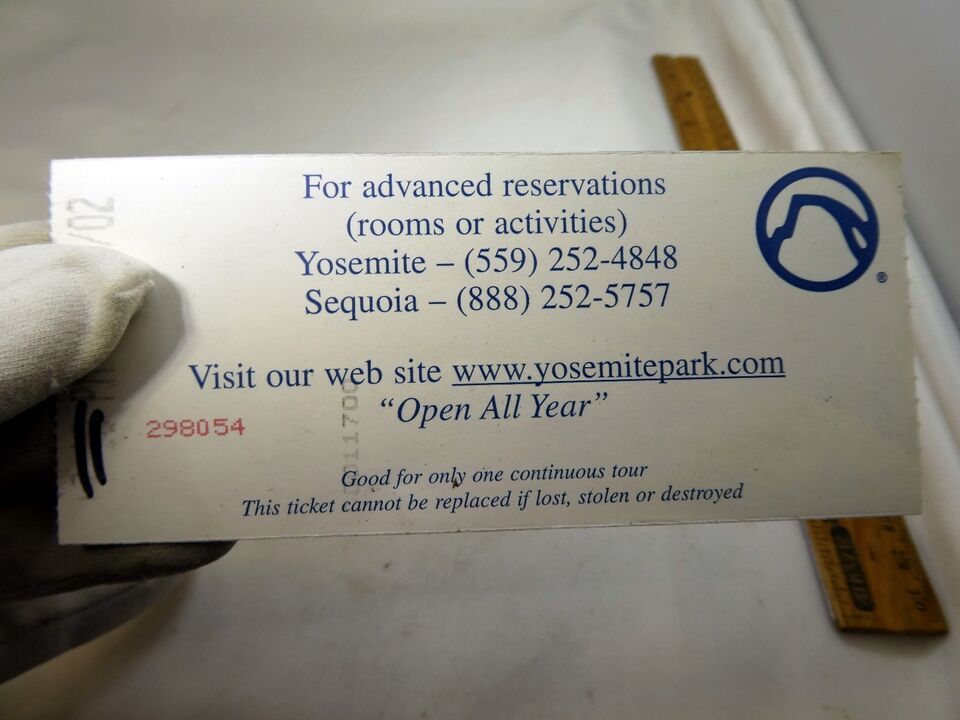 For advanced reservations
(rooms or activities)
Yosemite – (559) 252-4848
Sequoia – (888) 252-5757
®
Visit our web site www.yosemitepark.com
“Open All Year”
298054
Good for only one continuous tour
This ticket cannot be replaced if lost, stolen or destroyed
/02